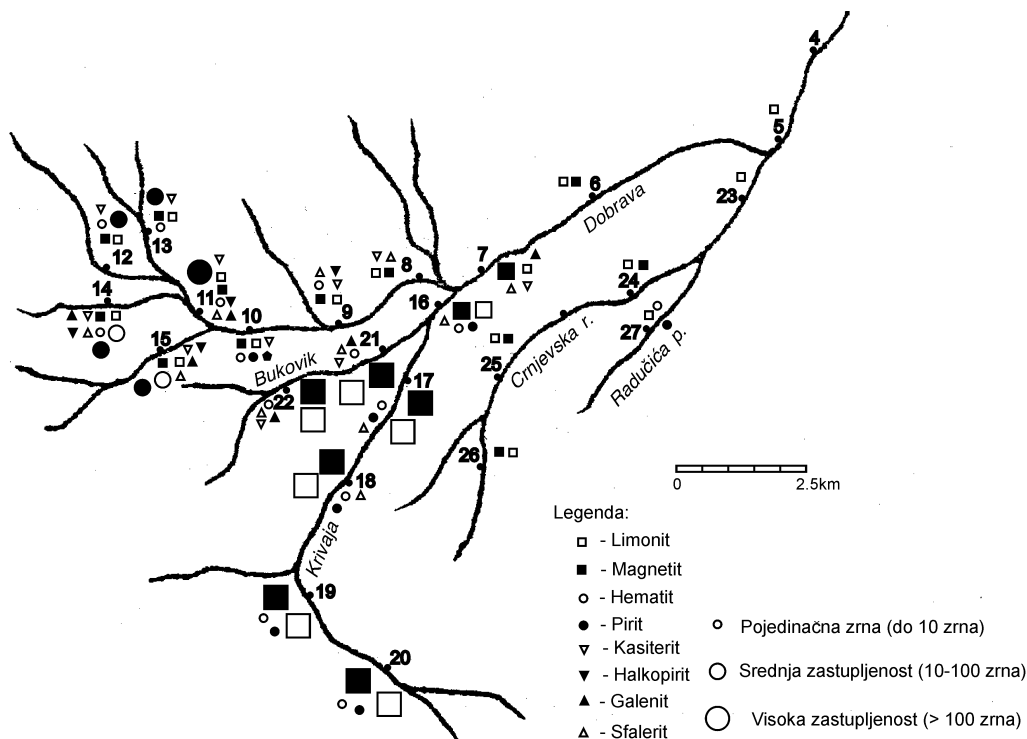 4
5
23
6
Dobrava
13
12
7
24
8
14
11
16
27
10
9
21
Radučića p.
15
25
Crnjevska r.
Bukovik
17
22
26
18
0 2.5km
Legenda:
- Limonit
Krivaja
- Magnetit
19
- Hematit
- Pirit
Pojedinačna zrna (do 10 zrna)
- Kasiterit
20
- Halkopirit
Srednja zastupljenost (10-100 zrna)
- Galenit
Visoka zastupljenost (> 100 zrna)
- Sfalerit